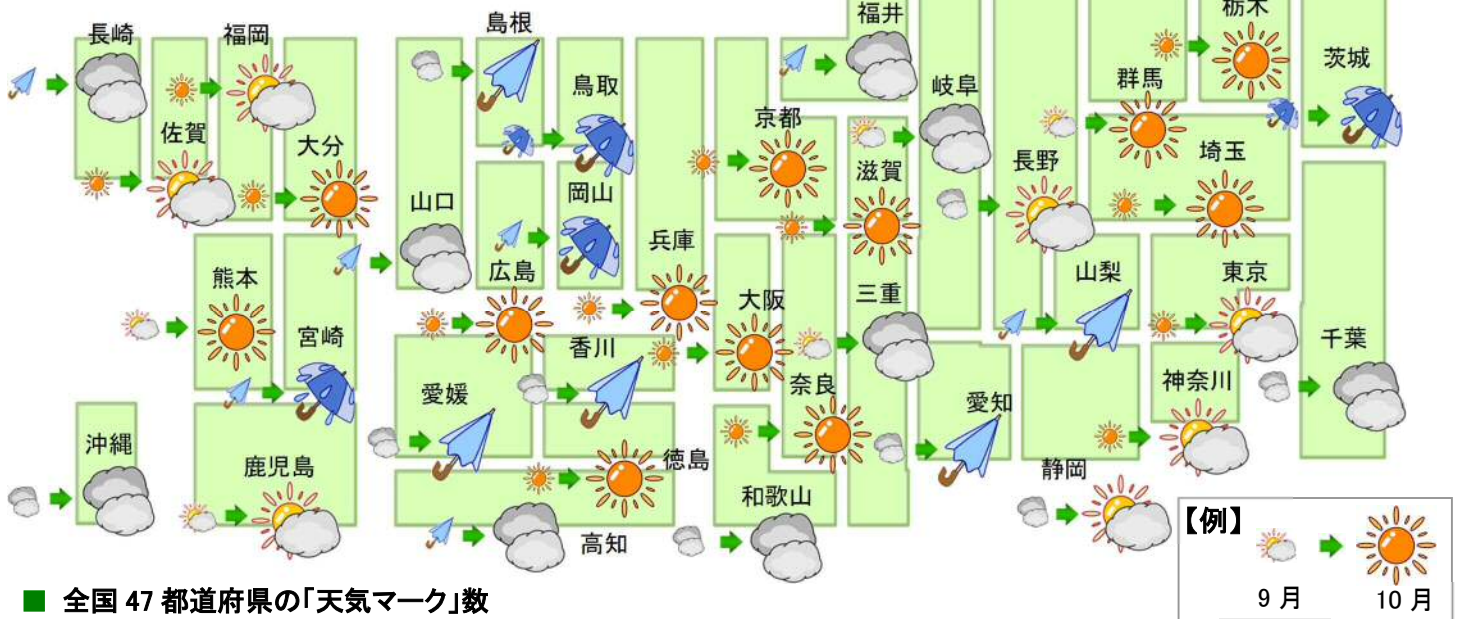 福井
栃木
島根
長崎
福岡
茨城
群馬
鳥取
岐阜
京都
佐賀
大分
埼玉
長野
滋賀
岡山
山口
兵庫
広島
山梨
東京
熊本
大阪
三重
宮崎
千葉
香川
神奈川
奈良
愛媛
愛知
沖縄
徳島
鹿児島
静岡
和歌山
高知
【例】
9 月
10 月
■ 全国 47 都道府県の「天気マーク」数